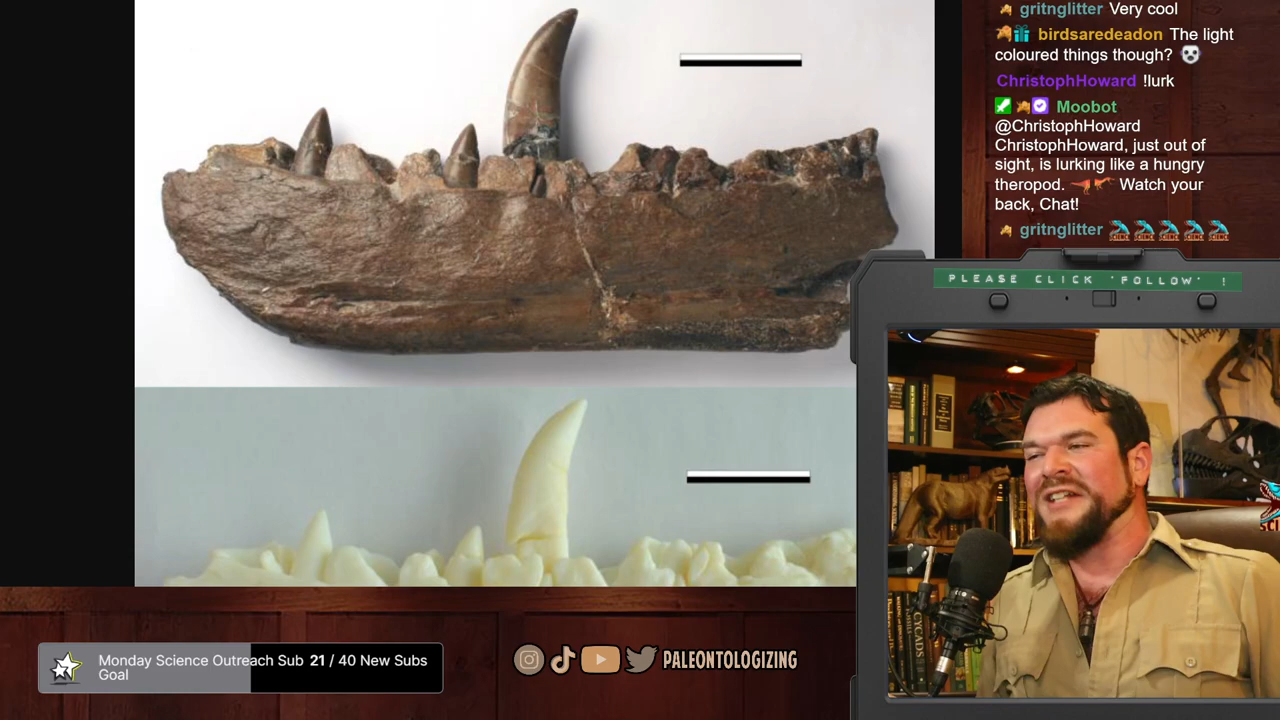 gritnglitter Very cool
birdsaredeadon The light
coloured things though?
ChristophHoward !lurk
Moobot
@ChristophHoward
ChristophHoward, just out of
sight, is lurking like a hungry
theropod. Watch your
back, Chat!
gritnglitter
PLEASE CLICK "FOLLOW" !
CYCADS
Monday Science Outreach Sub 21 / 40 New Subs
Goal
PALEONTOLOGIZING